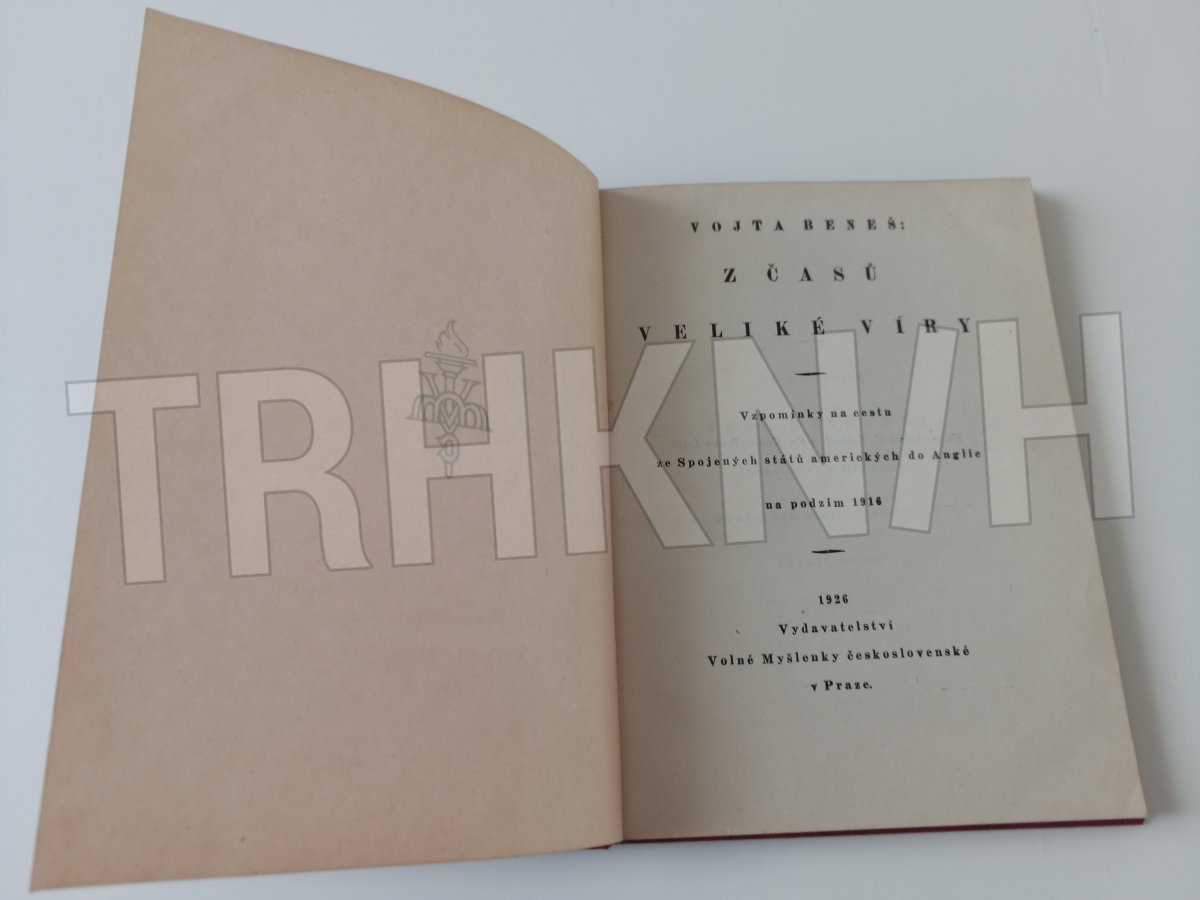 VOJTA BENEŠ:
Z ČASŮ
VELIKÉ VÍRY
Vzpomínky na cestu
ze Spojených států amerických do Anglie
na podzim 1916
1926
Vydavatelství
Volné Myšlenky československé
v Praze.
TRHKNIH